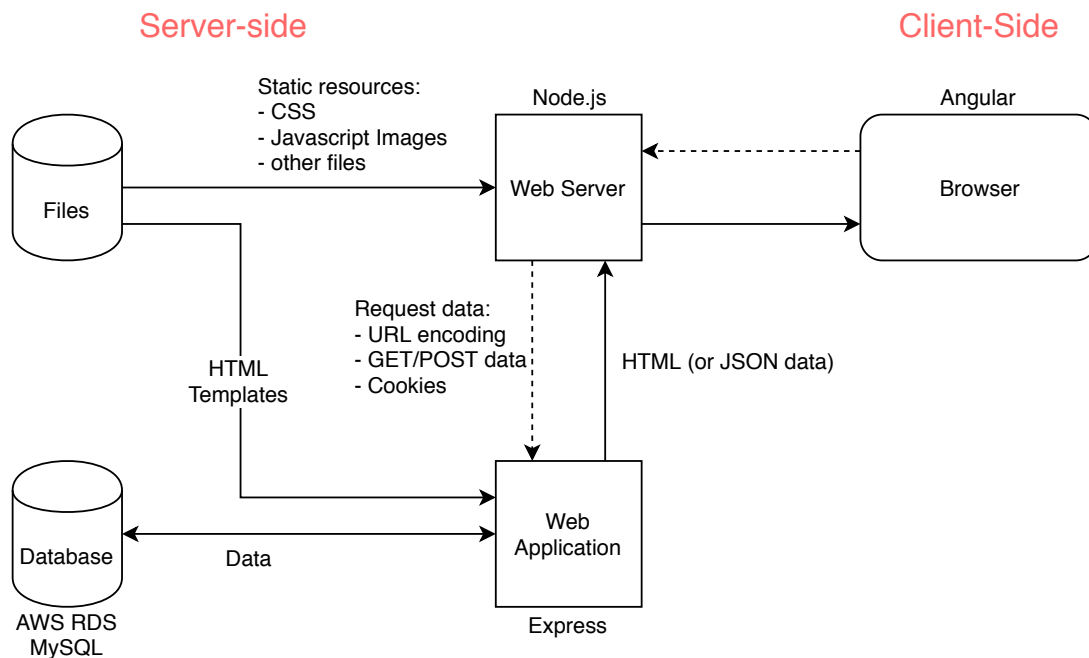 Server-side
Client-Side
Static resources:
- CSS
- Javascript Images
- other files
Node.js
Angular
Files
Web Server
Browser
Request data:
- URL encoding
- GET/POST data
- Cookies
HTML (or JSON data)
HTML
Templates
Database
Data
Web
Application
AWS RDS
MySQL
Express